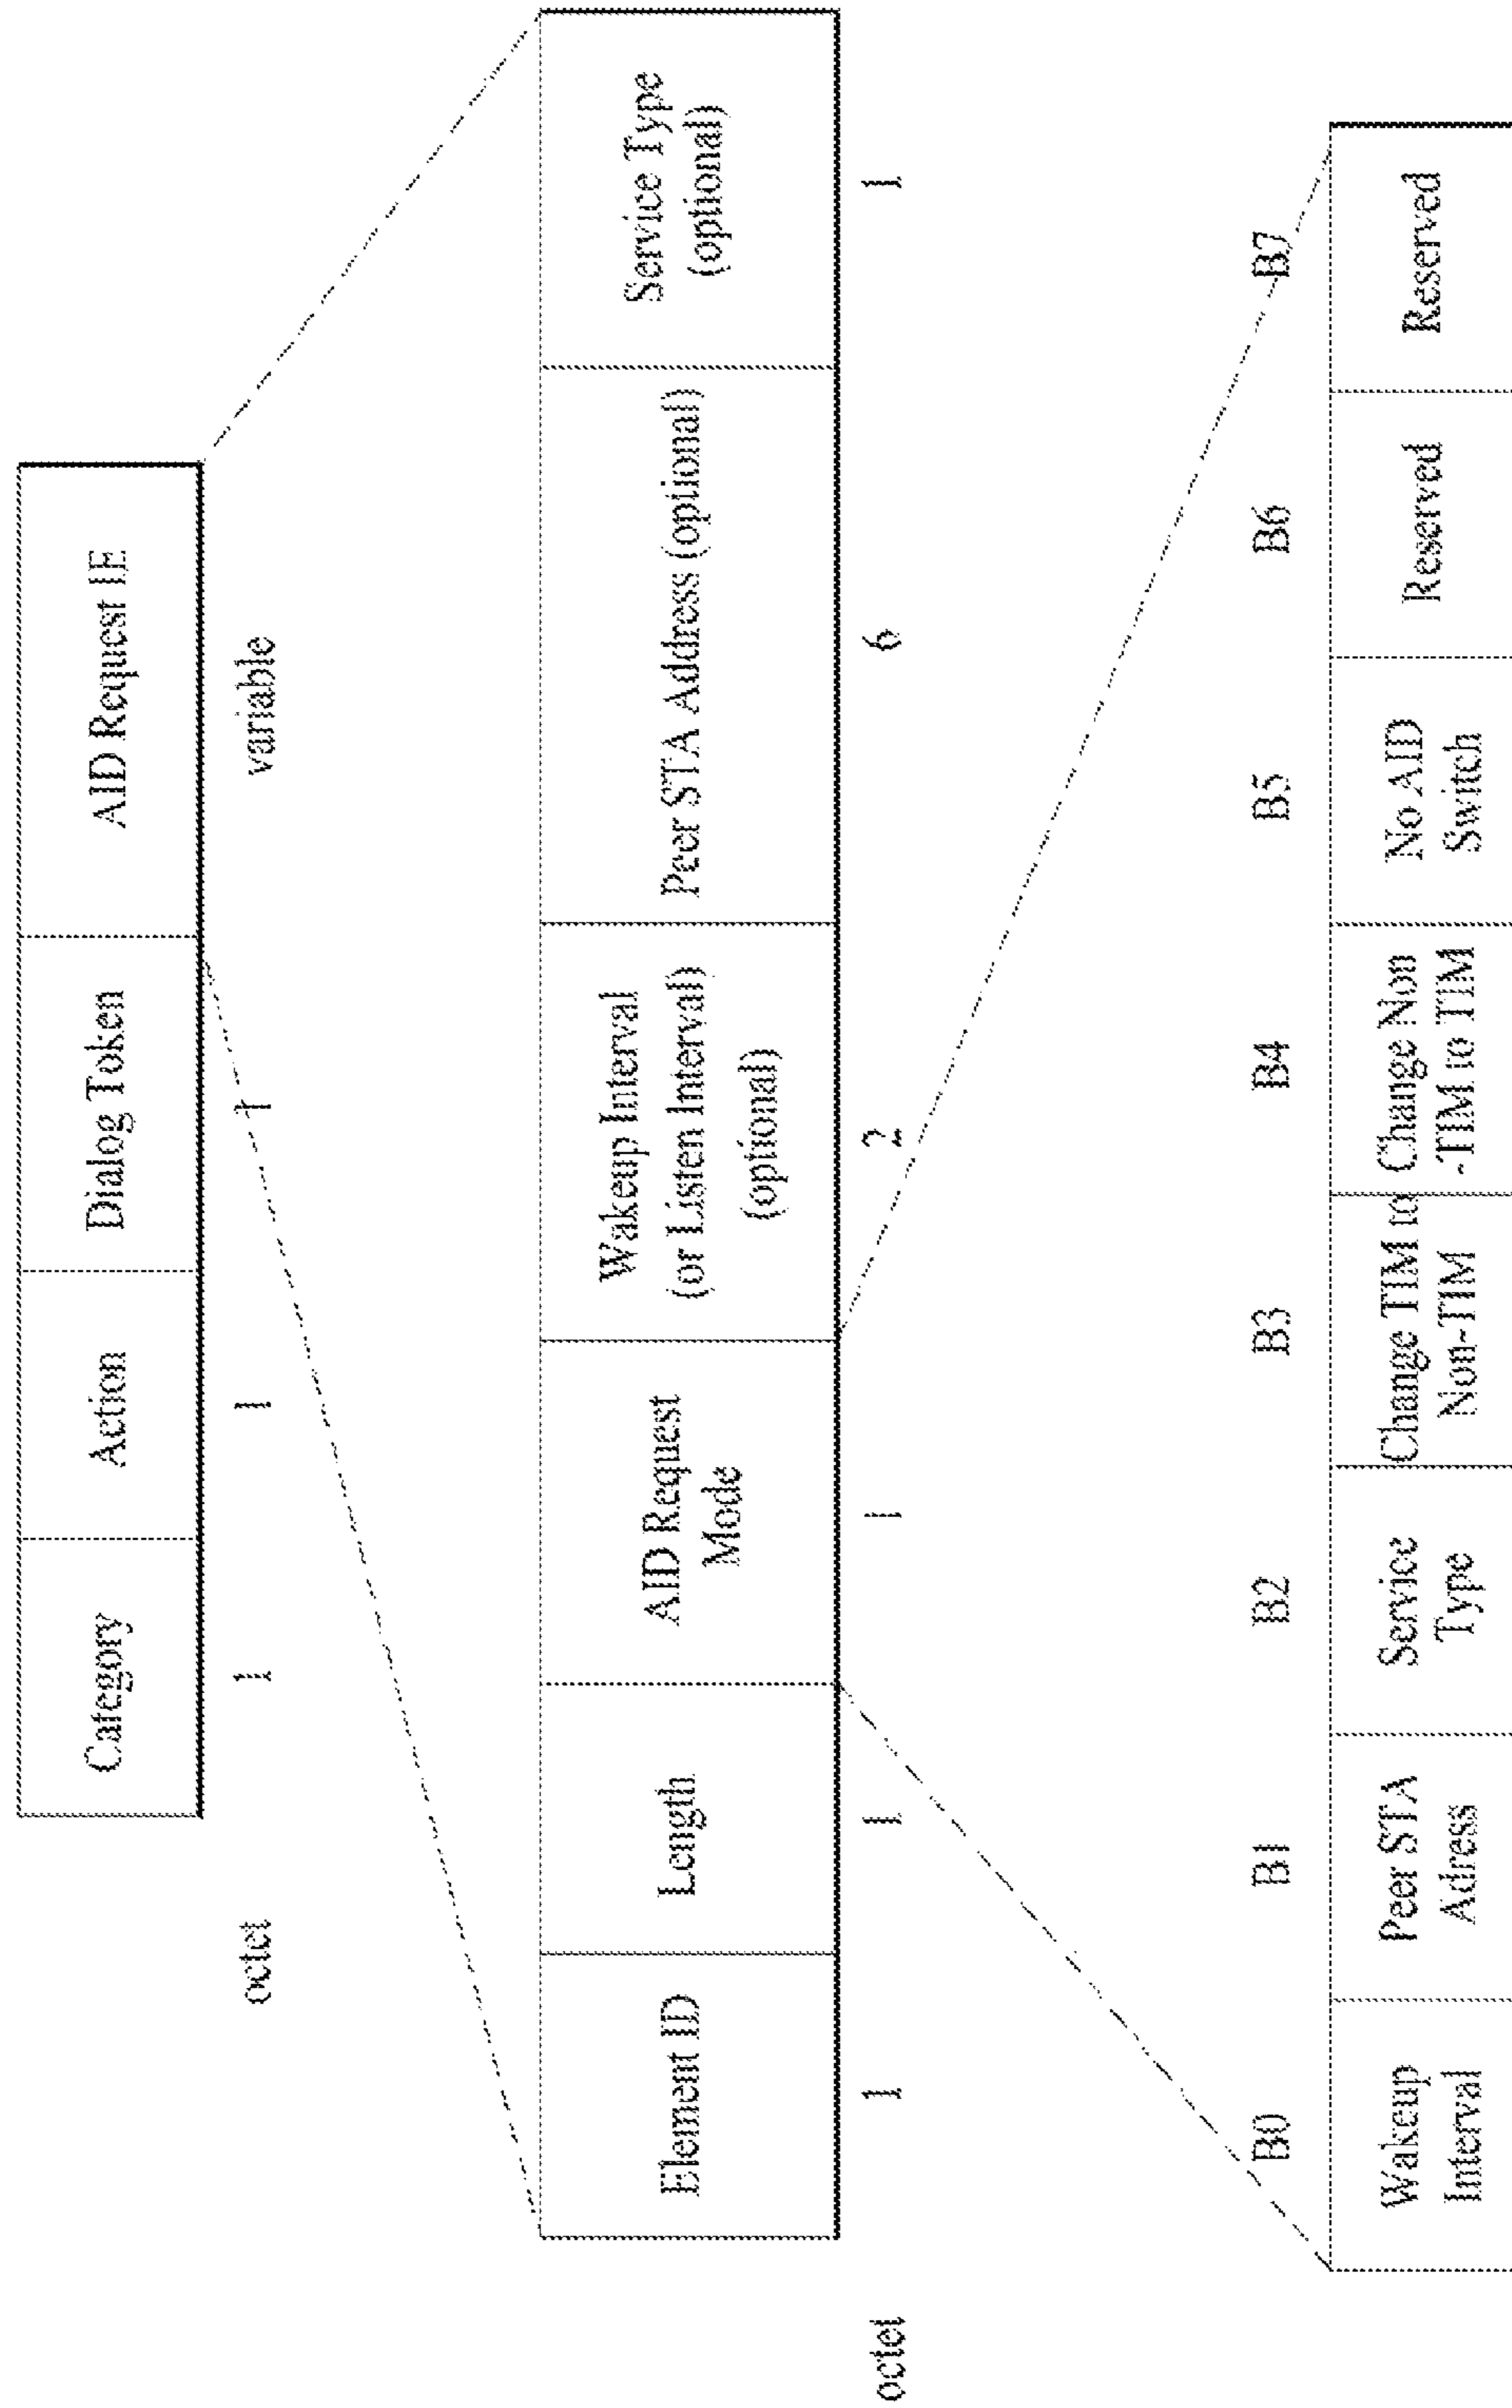 Category
Action
Dialog Token
AID Request IE
octet
1
1
1
variable
Element ID
Length
AID Request
Mode
Wakeup Interval
(or Listen Interval)
(optional)
Peer STA Address (optional)
Service Type
(optional)
octet
1
1
1
2
6
1
B0
B1
B2
B3
B4
B5
B6
B7
Wakeup
Interval
Peer STA
Adress
Service
Type
Change TIM to
Non-TIM
Change Non
-TIM to TIM
No AID
Switch
Reserved
Reserved